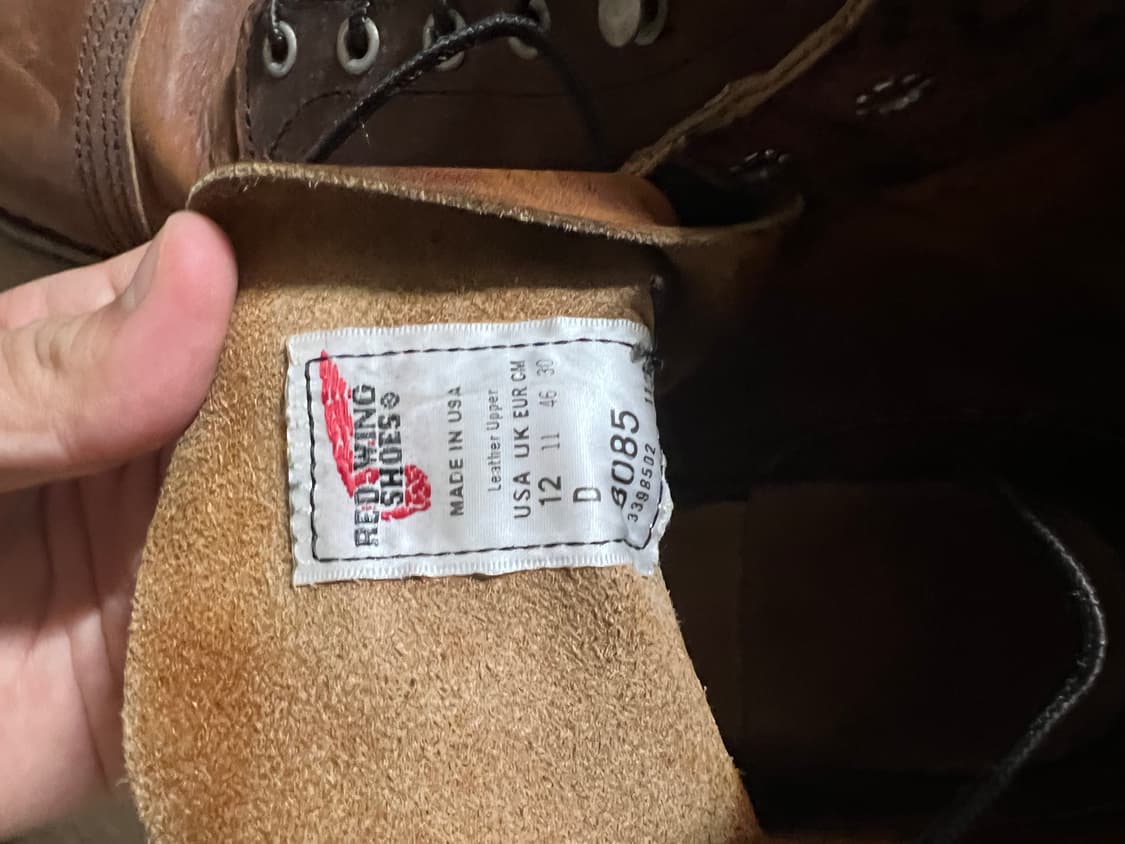 RED WING
SHOES
MADE IN USA
Leather Upper
USA UK EUR CM
12 11 46 30
D
8085
3398502